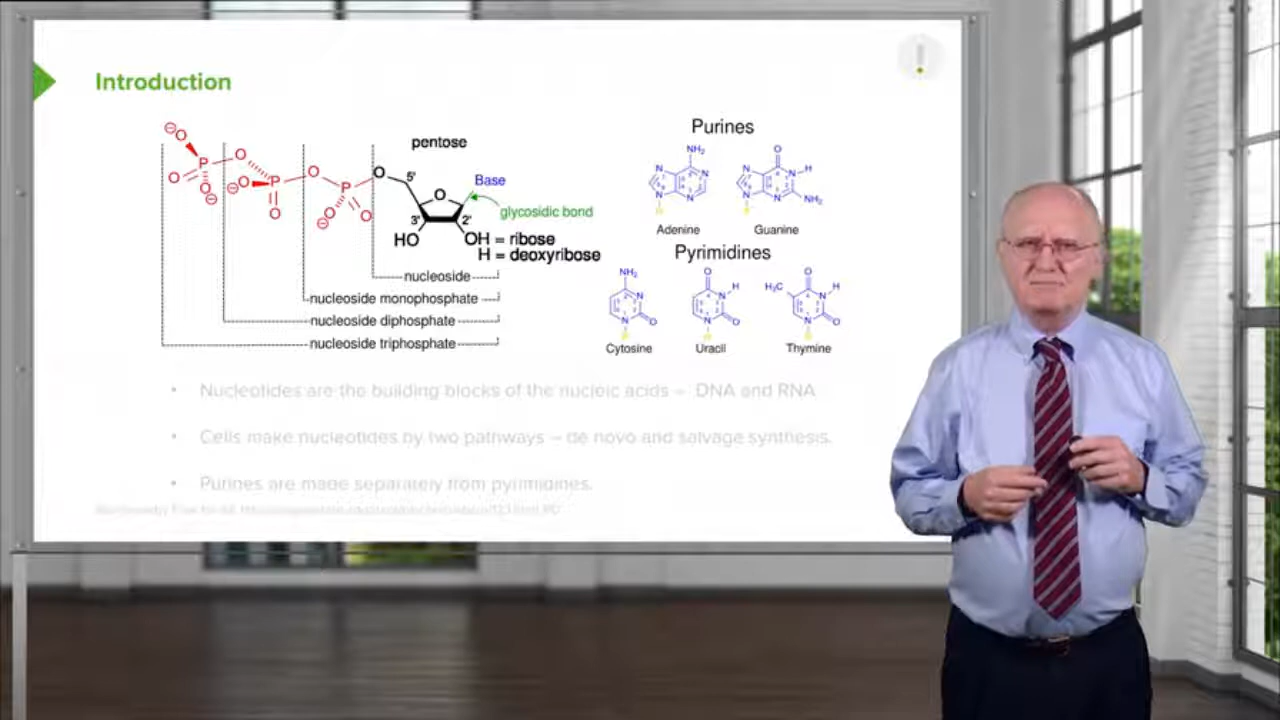 Introduction
pentose
Base
glycosidic bond
5'
3'
2'
HO
OH = ribose
H = deoxyribose
nucleoside
nucleoside monophosphate
nucleoside diphosphate
nucleoside triphosphate
Purines
NH₂
O
N
H
NH₂
Adenine
Guanine
Pyrimidines
NH₂
O
H
H₃C
O
H
Cytosine
Uracil
Thymine
• Nucleotides are the building blocks of the nucleic acids – DNA and RNA
• Cells make nucleotides by two pathways – de novo and salvage synthesis.
• Purines are made separately from pyrimidines.